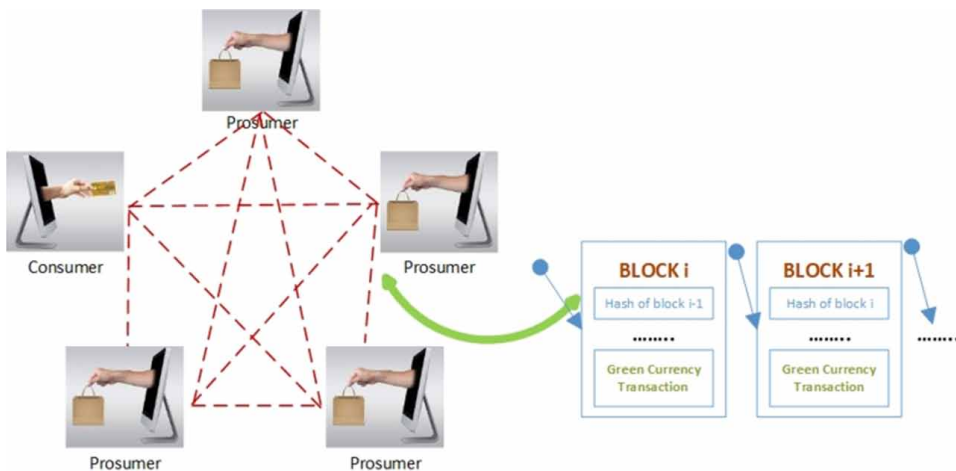 Prosumer
Consumer
Prosumer
Prosumer
Prosumer
BLOCK i
Hash of block i-1
........
Green Currency
Transaction
BLOCK i+1
Hash of block i
........
Green Currency
Transaction
........